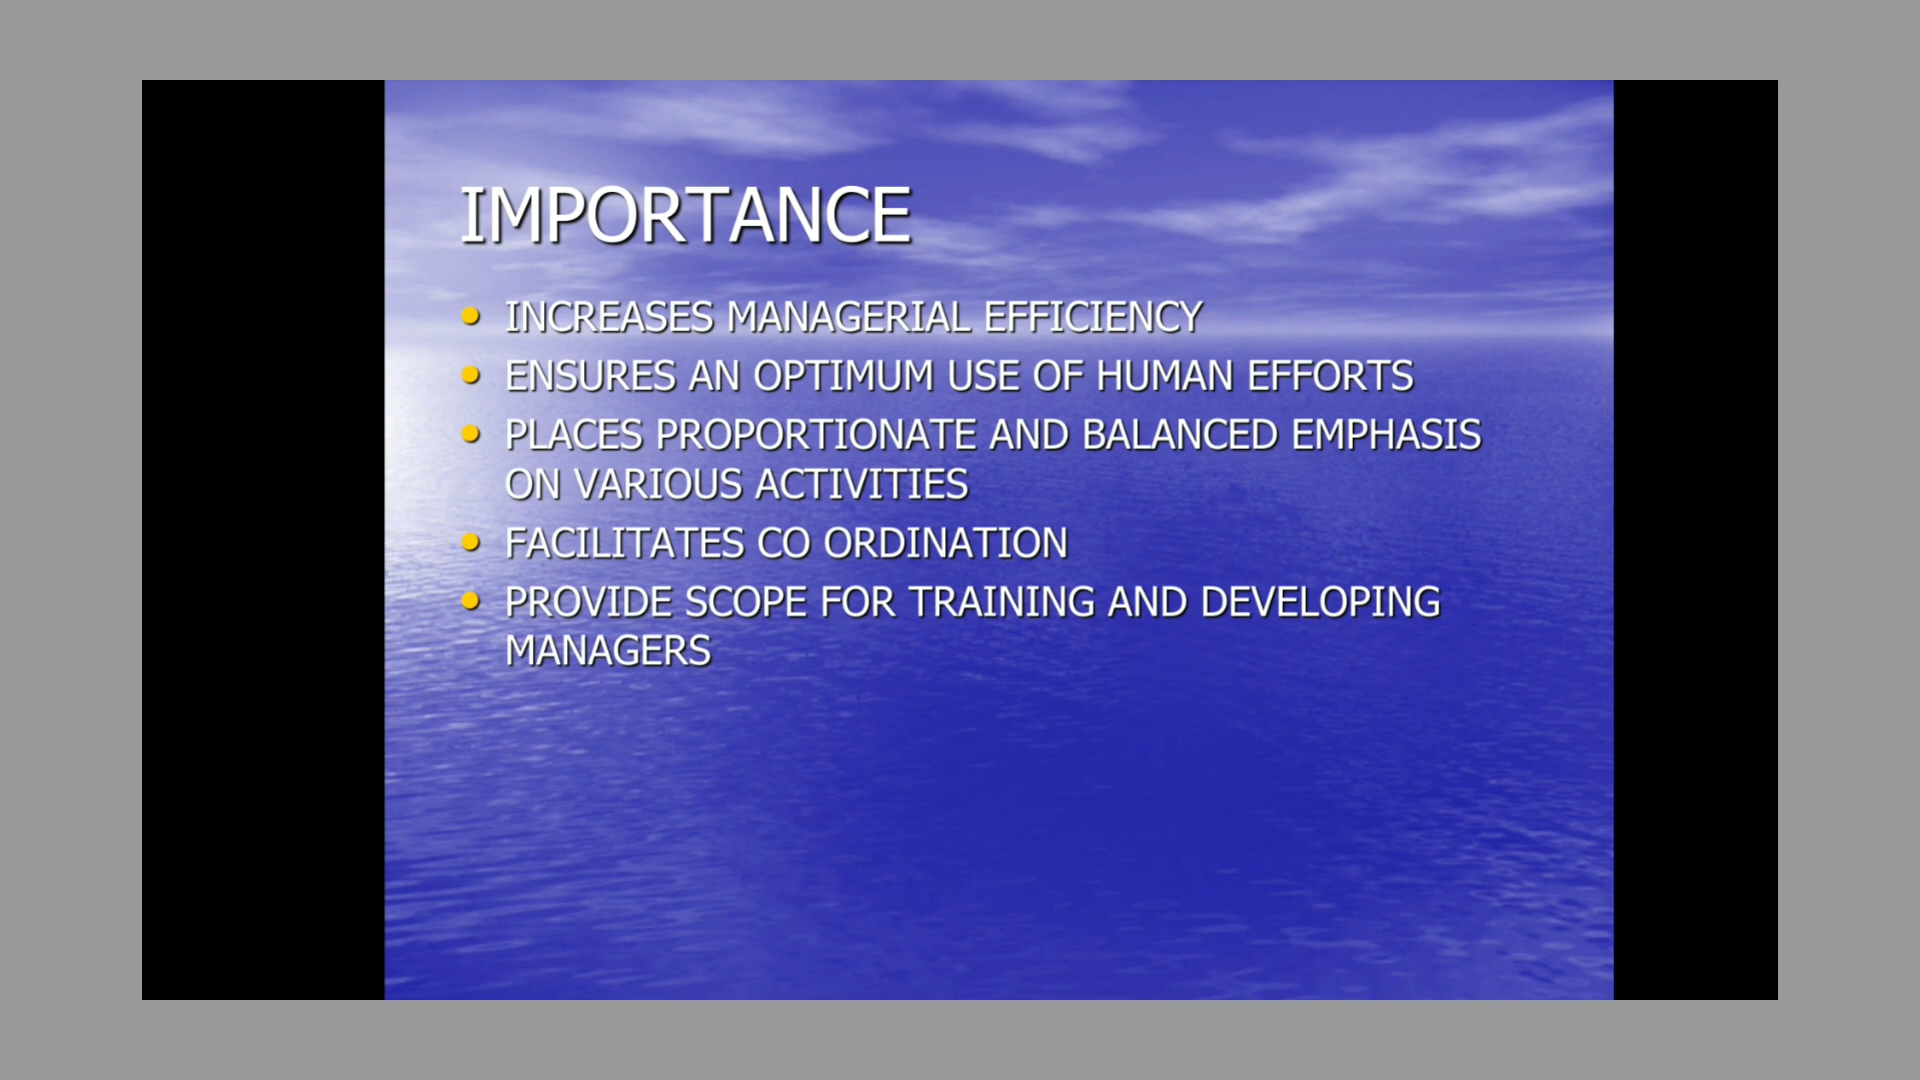 IMPORTANCE
• INCREASES MANAGERIAL EFFICIENCY
• ENSURES AN OPTIMUM USE OF HUMAN EFFORTS
• PLACES PROPORTIONATE AND BALANCED EMPHASIS
ON VARIOUS ACTIVITIES
• FACILITATES CO ORDINATION
• PROVIDE SCOPE FOR TRAINING AND DEVELOPING
MANAGERS